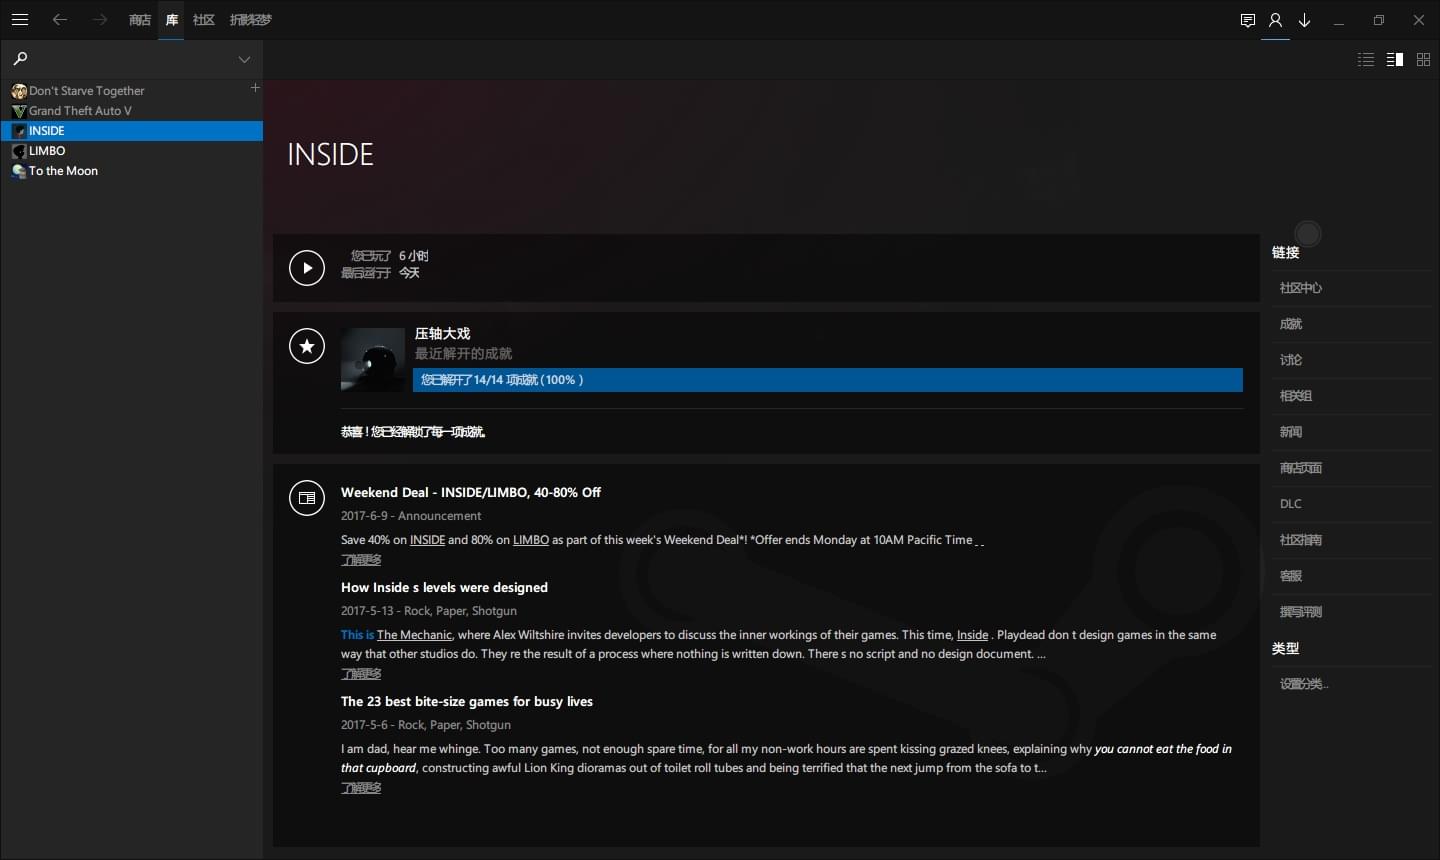 商店 库 社区 折影轻梦
Don't Starve Together
Grand Theft Auto V
INSIDE
LIMBO
To the Moon
INSIDE
您已玩了 6 小时
最后运行于 今天
压轴大戏
最近解开的成就
您已解开了14/14 项成就 ( 100% )
恭喜！您已经解锁了每一项成就。
Weekend Deal - INSIDE/LIMBO, 40-80% Off
2017-6-9 - Announcement
Save 40% on INSIDE and 80% on LIMBO as part of this week's Weekend Deal*! *Offer ends Monday at 10AM Pacific Time _ _
了解更多
How Inside s levels were designed
2017-5-13 - Rock, Paper, Shotgun
This is The Mechanic, where Alex Wiltshire invites developers to discuss the inner workings of their games. This time, Inside . Playdead don t design games in the same
way that other studios do. They re the result of a process where nothing is written down. There s no script and no design document. ...
了解更多
The 23 best bite-size games for busy lives
2017-5-6 - Rock, Paper, Shotgun
I am dad, hear me whinge. Too many games, not enough spare time, for all my non-work hours are spent kissing grazed knees, explaining why you cannot eat the food in
that cupboard, constructing awful Lion King dioramas out of toilet roll tubes and being terrified that the next jump from the sofa to t...
了解更多
链接
社区中心
成就
讨论
相关组
新闻
商店页面
DLC
社区指南
客服
撰写评测
类型
设置分类...